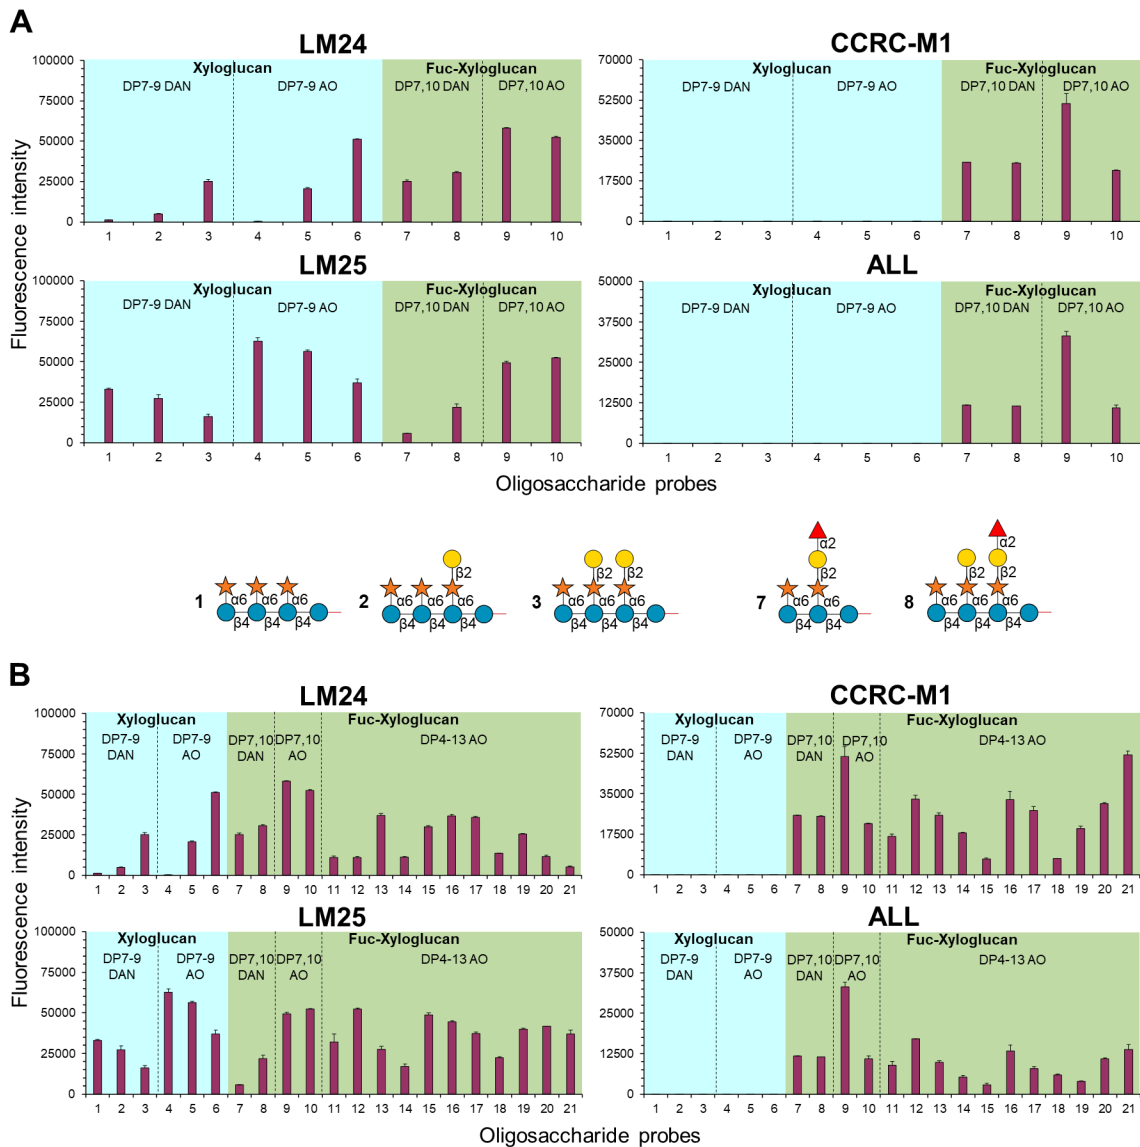 A
LM24
CCRC-M1
Fluorescence intensity
100000
75000
50000
25000
0
Xyloglucan
Fuc-Xyloglucan
DP7-9 DAN
DP7-9 AO
DP7,10 DAN
DP7,10 AO
1 2 3 4 5 6 7 8 9 10
70000
52500
35000
17500
0
Xyloglucan
Fuc-Xyloglucan
DP7-9 DAN
DP7-9 AO
DP7,10 DAN
DP7,10 AO
1 2 3 4 5 6 7 8 9 10
LM25
ALL
100000
75000
50000
25000
0
Xyloglucan
Fuc-Xyloglucan
DP7-9 DAN
DP7-9 AO
DP7,10 DAN
DP7,10 AO
1 2 3 4 5 6 7 8 9 10
50000
37500
25000
12500
0
Xyloglucan
Fuc-Xyloglucan
DP7-9 DAN
DP7-9 AO
DP7,10 DAN
DP7,10 AO
1 2 3 4 5 6 7 8 9 10
Oligosaccharide probes
1
α6 α6 α6
β4 β4 β4
2
β2
α6 α6 α6
β4 β4 β4
3
β2 β2
α6 α6 α6
β4 β4 β4
7
α2
β2
α6 α6
β4 β4
8
α2
β2 β2
α6 α6 α6
β4 β4 β4
B
LM24
CCRC-M1
Fluorescence intensity
100000
75000
50000
25000
0
Xyloglucan
Fuc-Xyloglucan
DP7-9
DAN
DP7-9
AO
DP7,10
DAN
DP7,10
AO
DP4-13 AO
1 2 3 4 5 6 7 8 9 10 11 12 13 14 15 16 17 18 19 20 21
70000
52500
35000
17500
0
Xyloglucan
Fuc-Xyloglucan
DP7-9
DAN
DP7-9
AO
DP7,10
DAN
DP7,10
AO
DP4-13 AO
1 2 3 4 5 6 7 8 9 10 11 12 13 14 15 16 17 18 19 20 21
LM25
ALL
100000
75000
50000
25000
0
Xyloglucan
Fuc-Xyloglucan
DP7-9
DAN
DP7-9
AO
DP7,10
DAN
DP7,10
AO
DP4-13 AO
1 2 3 4 5 6 7 8 9 10 11 12 13 14 15 16 17 18 19 20 21
50000
37500
25000
12500
0
Xyloglucan
Fuc-Xyloglucan
DP7-9
DAN
DP7-9
AO
DP7,10
DAN
DP7,10
AO
DP4-13 AO
1 2 3 4 5 6 7 8 9 10 11 12 13 14 15 16 17 18 19 20 21
Oligosaccharide probes